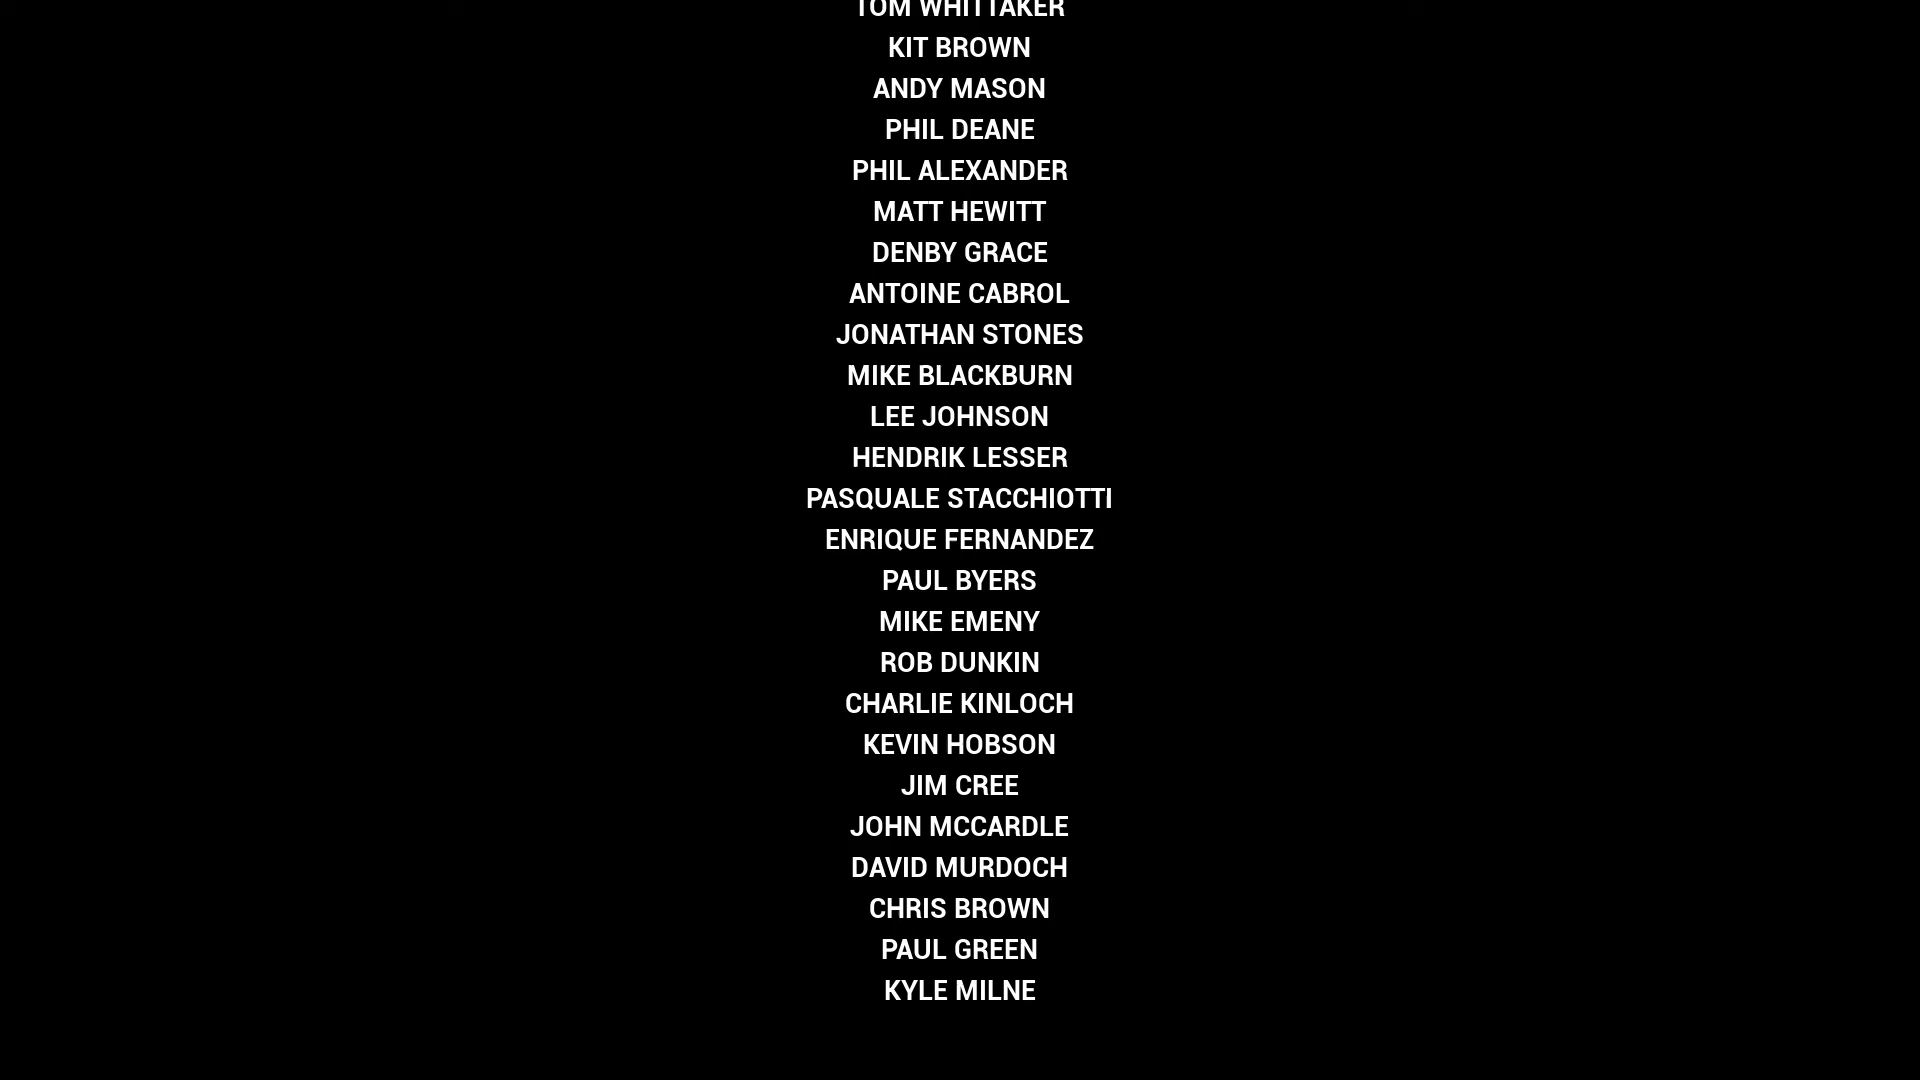 TOM WHITTAKER
KIT BROWN
ANDY MASON
PHIL DEANE
PHIL ALEXANDER
MATT HEWITT
DENBY GRACE
ANTOINE CABROL
JONATHAN STONES
MIKE BLACKBURN
LEE JOHNSON
HENDRIK LESSER
PASQUALE STACCHIOTTI
ENRIQUE FERNANDEZ
PAUL BYERS
MIKE EMENY
ROB DUNKIN
CHARLIE KINLOCH
KEVIN HOBSON
JIM CREE
JOHN MCCARDLE
DAVID MURDOCH
CHRIS BROWN
PAUL GREEN
KYLE MILNE